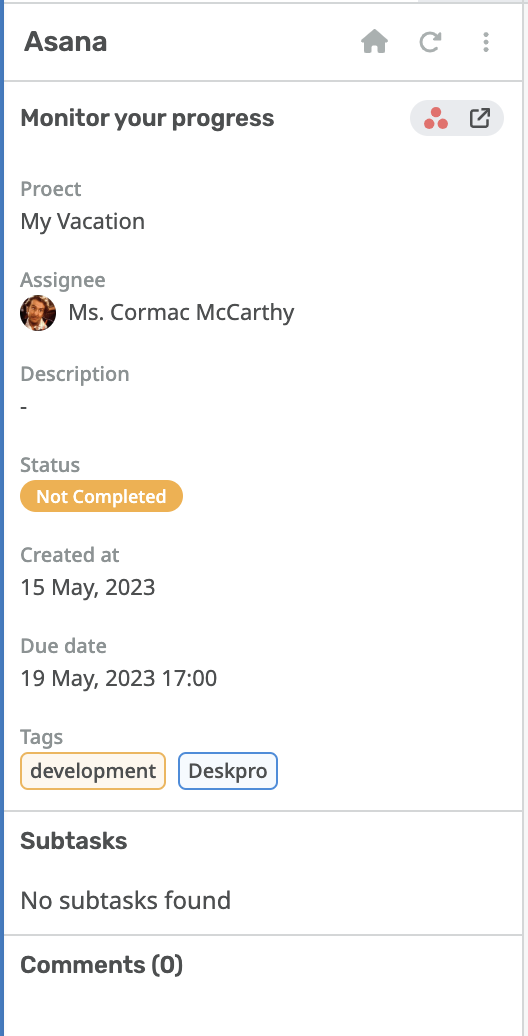 Asana
Monitor your progress
Proect
My Vacation
Assignee
Ms. Cormac McCarthy
Description
-
Status
Not Completed
Created at
15 May, 2023
Due date
19 May, 2023 17:00
Tags
development Deskpro
Subtasks
No subtasks found
Comments (0)